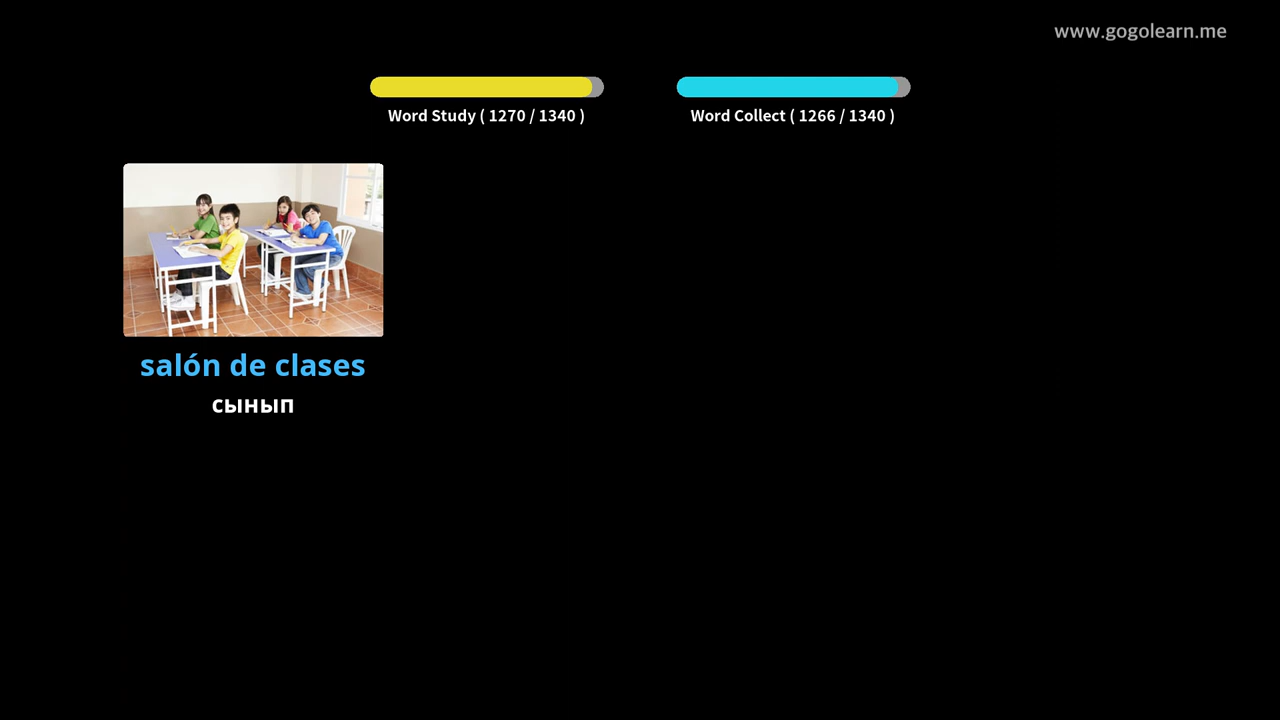 www.gogolearn.me
Word Study ( 1270 / 1340 )
Word Collect ( 1266 / 1340 )
salón de clases
сынып